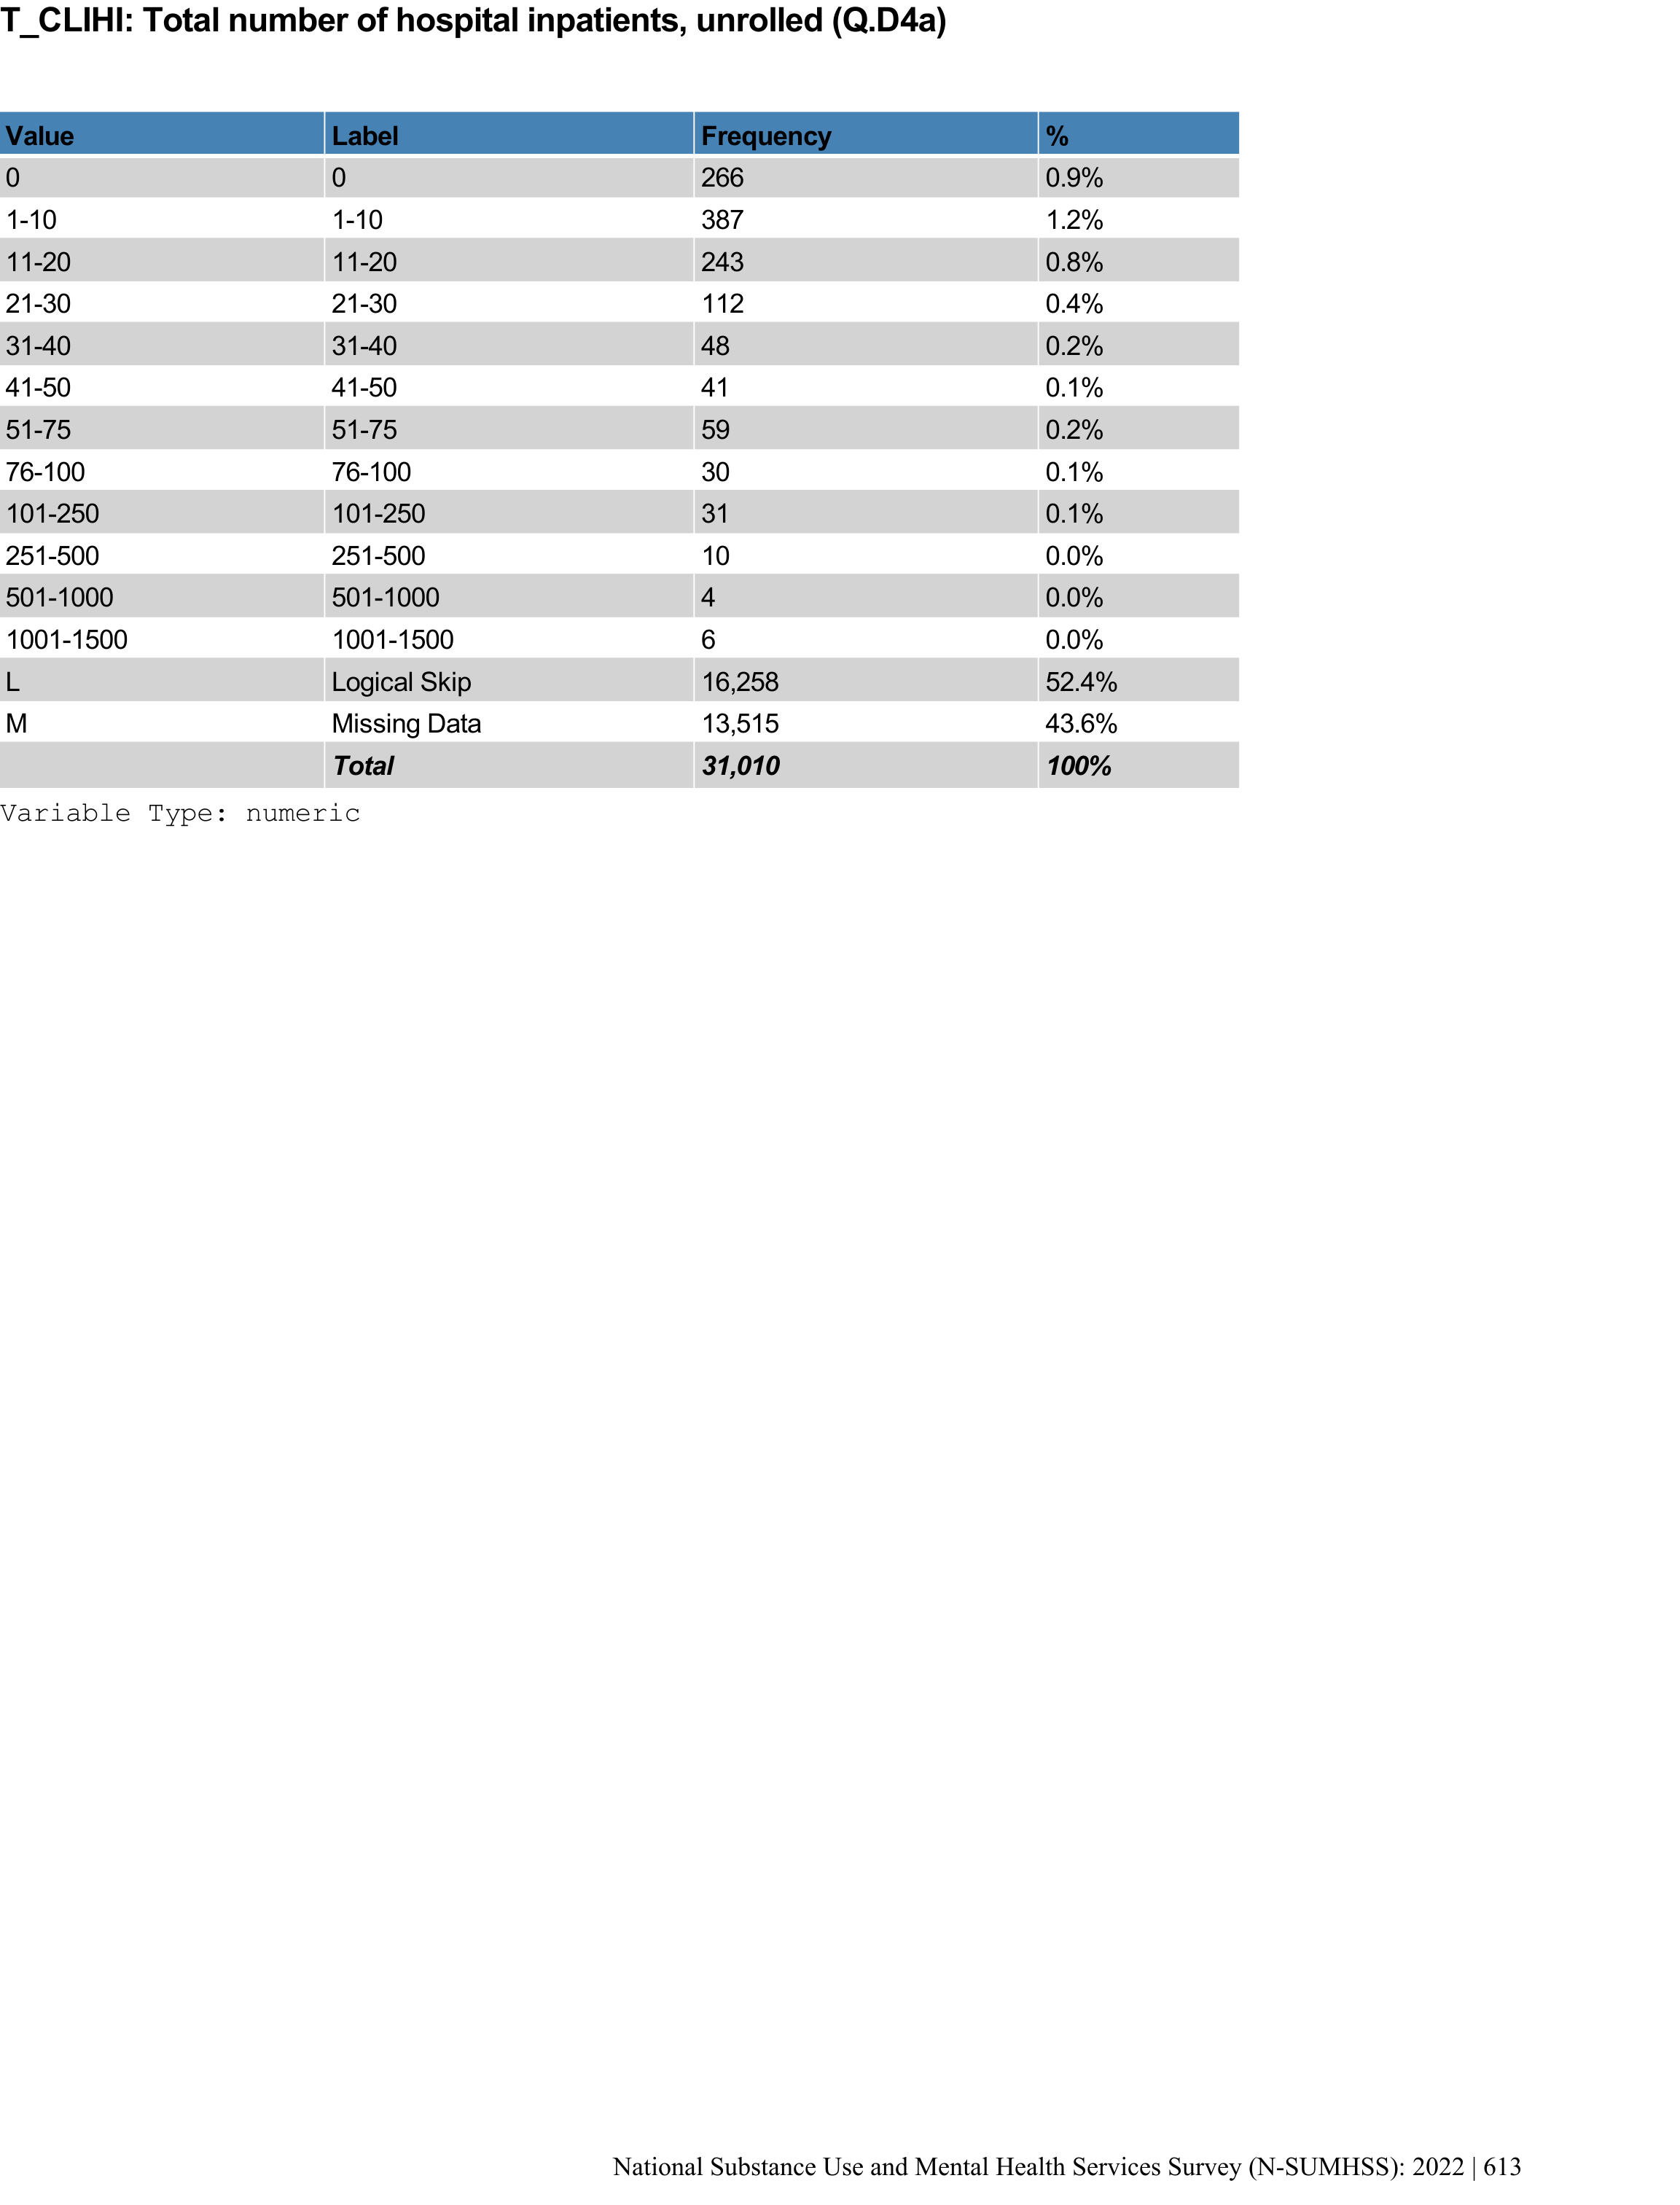 T_CLIHI: Total number of hospital inpatients, unrolled (Q.D4a)
Value Label Frequency %
0 0 266 0.9%
1-10 1-10 387 1.2%
11-20 11-20 243 0.8%
21-30 21-30 112 0.4%
31-40 31-40 48 0.2%
41-50 41-50 41 0.1%
51-75 51-75 59 0.2%
76-100 76-100 30 0.1%
101-250 101-250 31 0.1%
251-500 251-500 10 0.0%
501-1000 501-1000 4 0.0%
1001-1500 1001-1500 6 0.0%
L Logical Skip 16,258 52.4%
M Missing Data 13,515 43.6%
Total 31,010 100%
Variable Type: numeric
National Substance Use and Mental Health Services Survey (N-SUMHSS): 2022 | 613